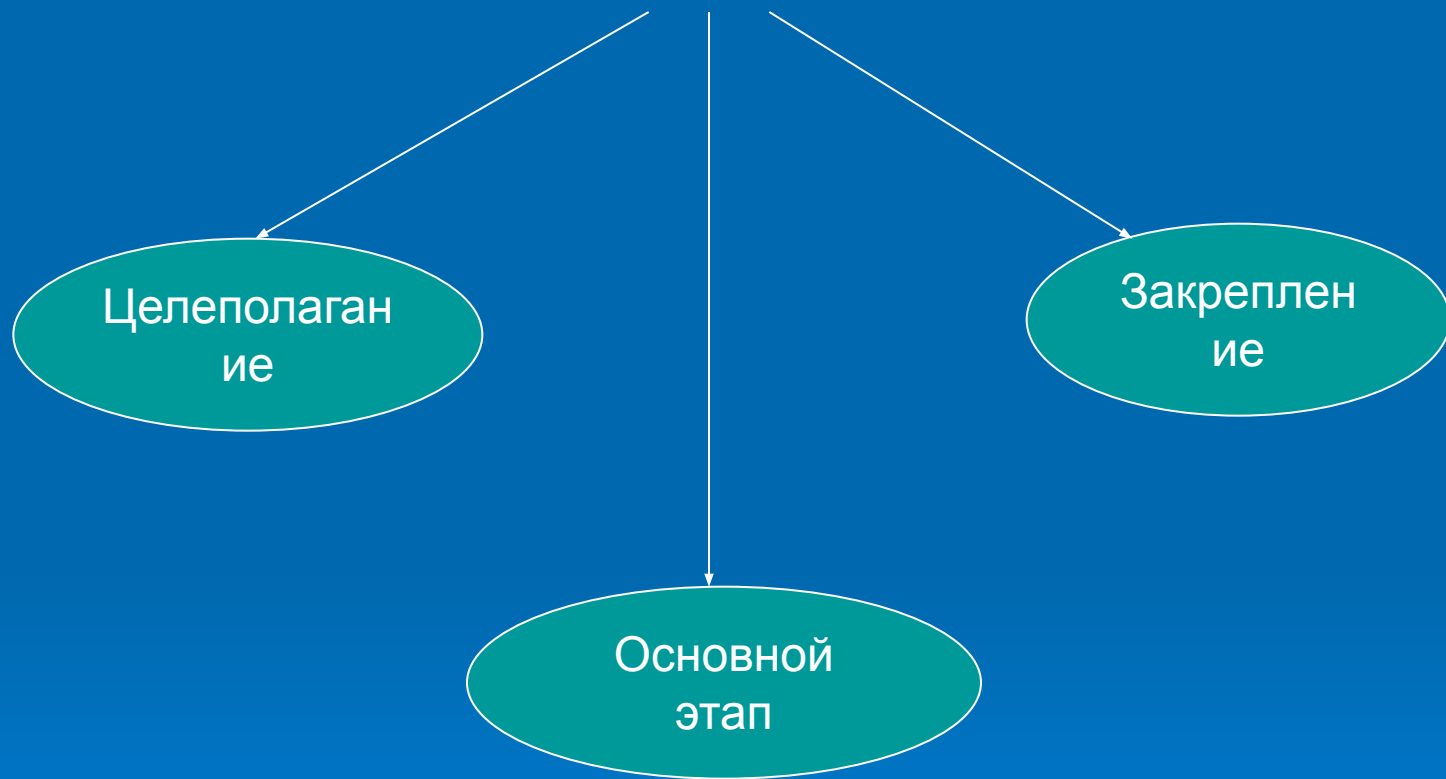 Целеполаган
ие
Закреплен
ие
Основной
этап